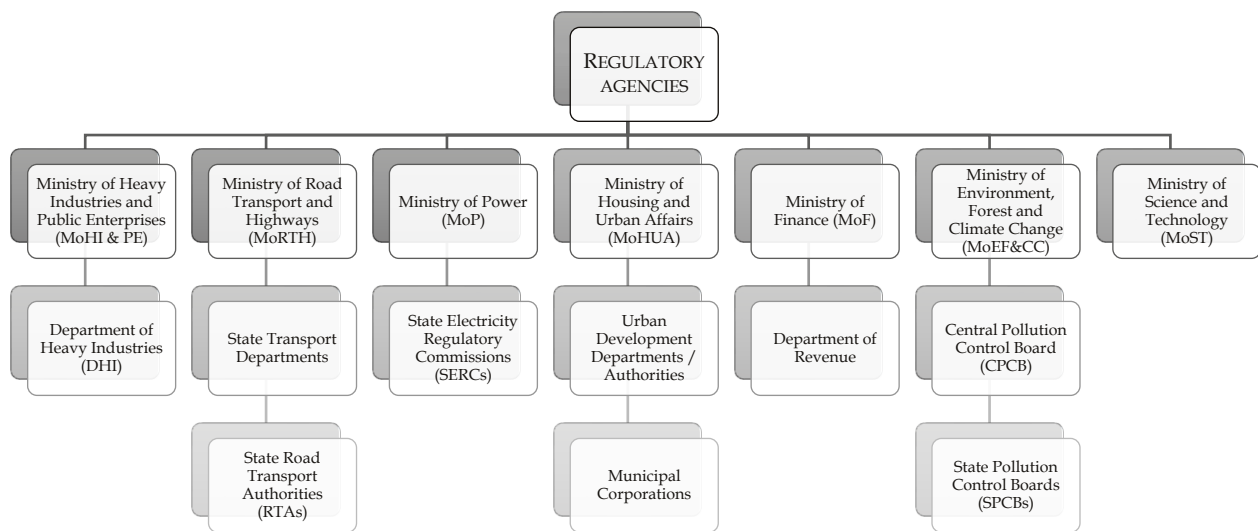 REGULATORY
AGENCIES
Ministry of Heavy
Industries and
Public Enterprises
(MoHI & PE)
Ministry of Road
Transport and
Highways
(MoRTH)
Ministry of Power
(MoP)
Ministry of
Housing and
Urban Affairs
(MoHUA)
Ministry of
Finance (MoF)
Ministry of
Environment,
Forest and
Climate Change
(MoEF&CC)
Ministry of
Science and
Technology
(MoST)
Department of
Heavy Industries
(DHI)
State Transport
Departments
State Electricity
Regulatory
Commissions
(SERCs)
Urban
Development
Departments /
Authorities
Department of
Revenue
Central Pollution
Control Board
(CPCB)
State Road
Transport
Authorities
(RTAs)
Municipal
Corporations
State Pollution
Control Boards
(SPCBs)